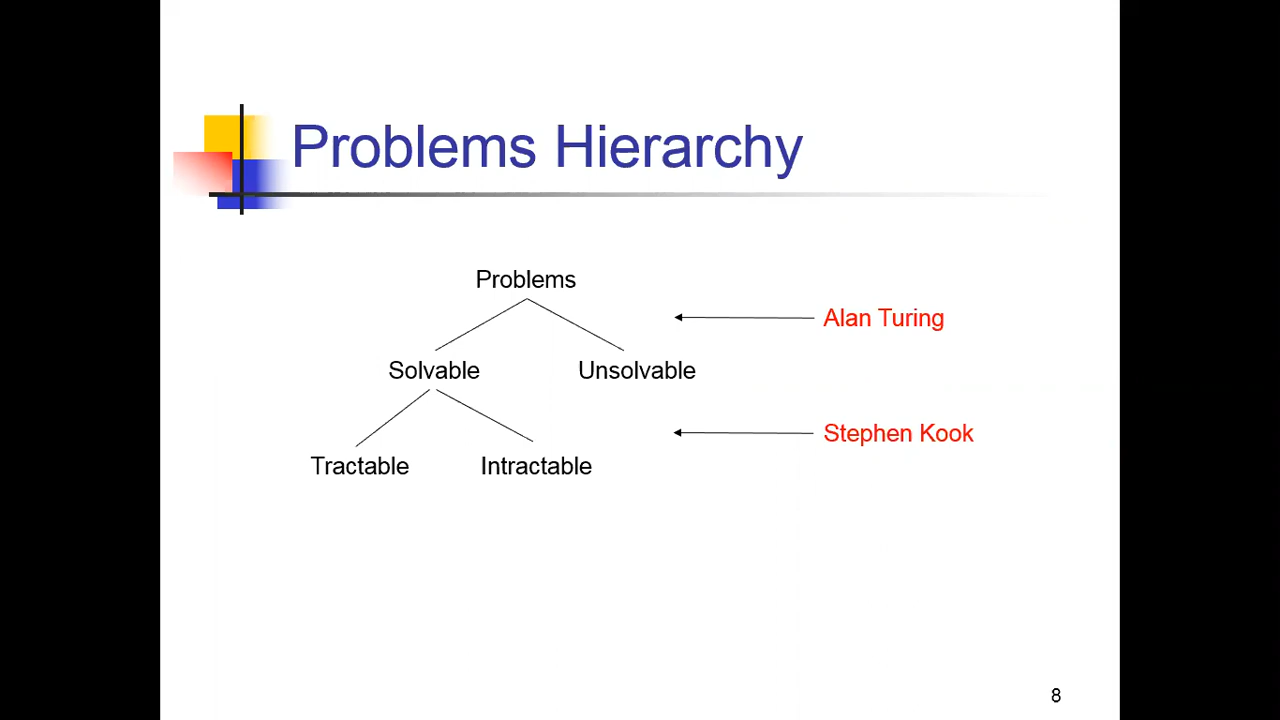 Problems Hierarchy
Problems
Alan Turing
Solvable
Unsolvable
Stephen Kook
Tractable
Intractable
8